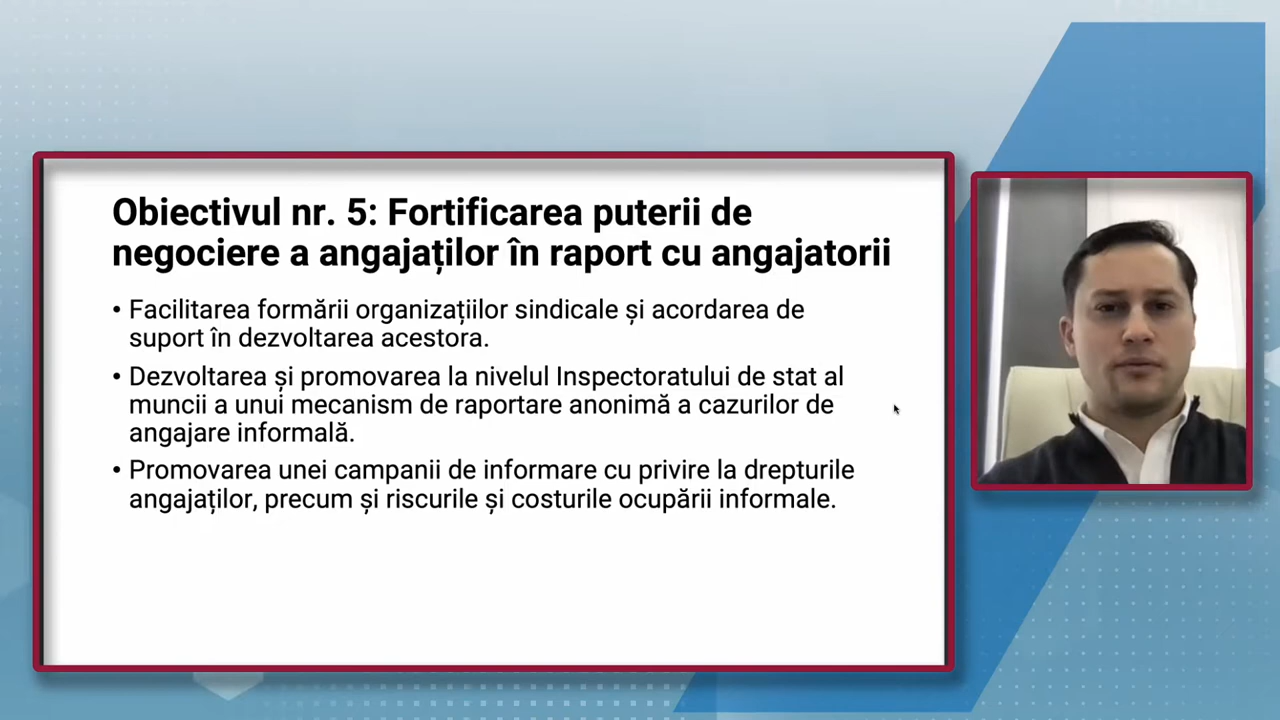 Obiectivul nr. 5: Fortificarea puterii de
negociere a angajaților în raport cu angajatorii
• Facilitarea formării organizațiilor sindicale și acordarea de
suport în dezvoltarea acestora.
• Dezvoltarea și promovarea la nivelul Inspectoratului de stat al
muncii a unui mecanism de raportare anonimă a cazurilor de
angajare informală.
• Promovarea unei campanii de informare cu privire la drepturile
angajaților, precum și riscurile și costurile ocupării informale.